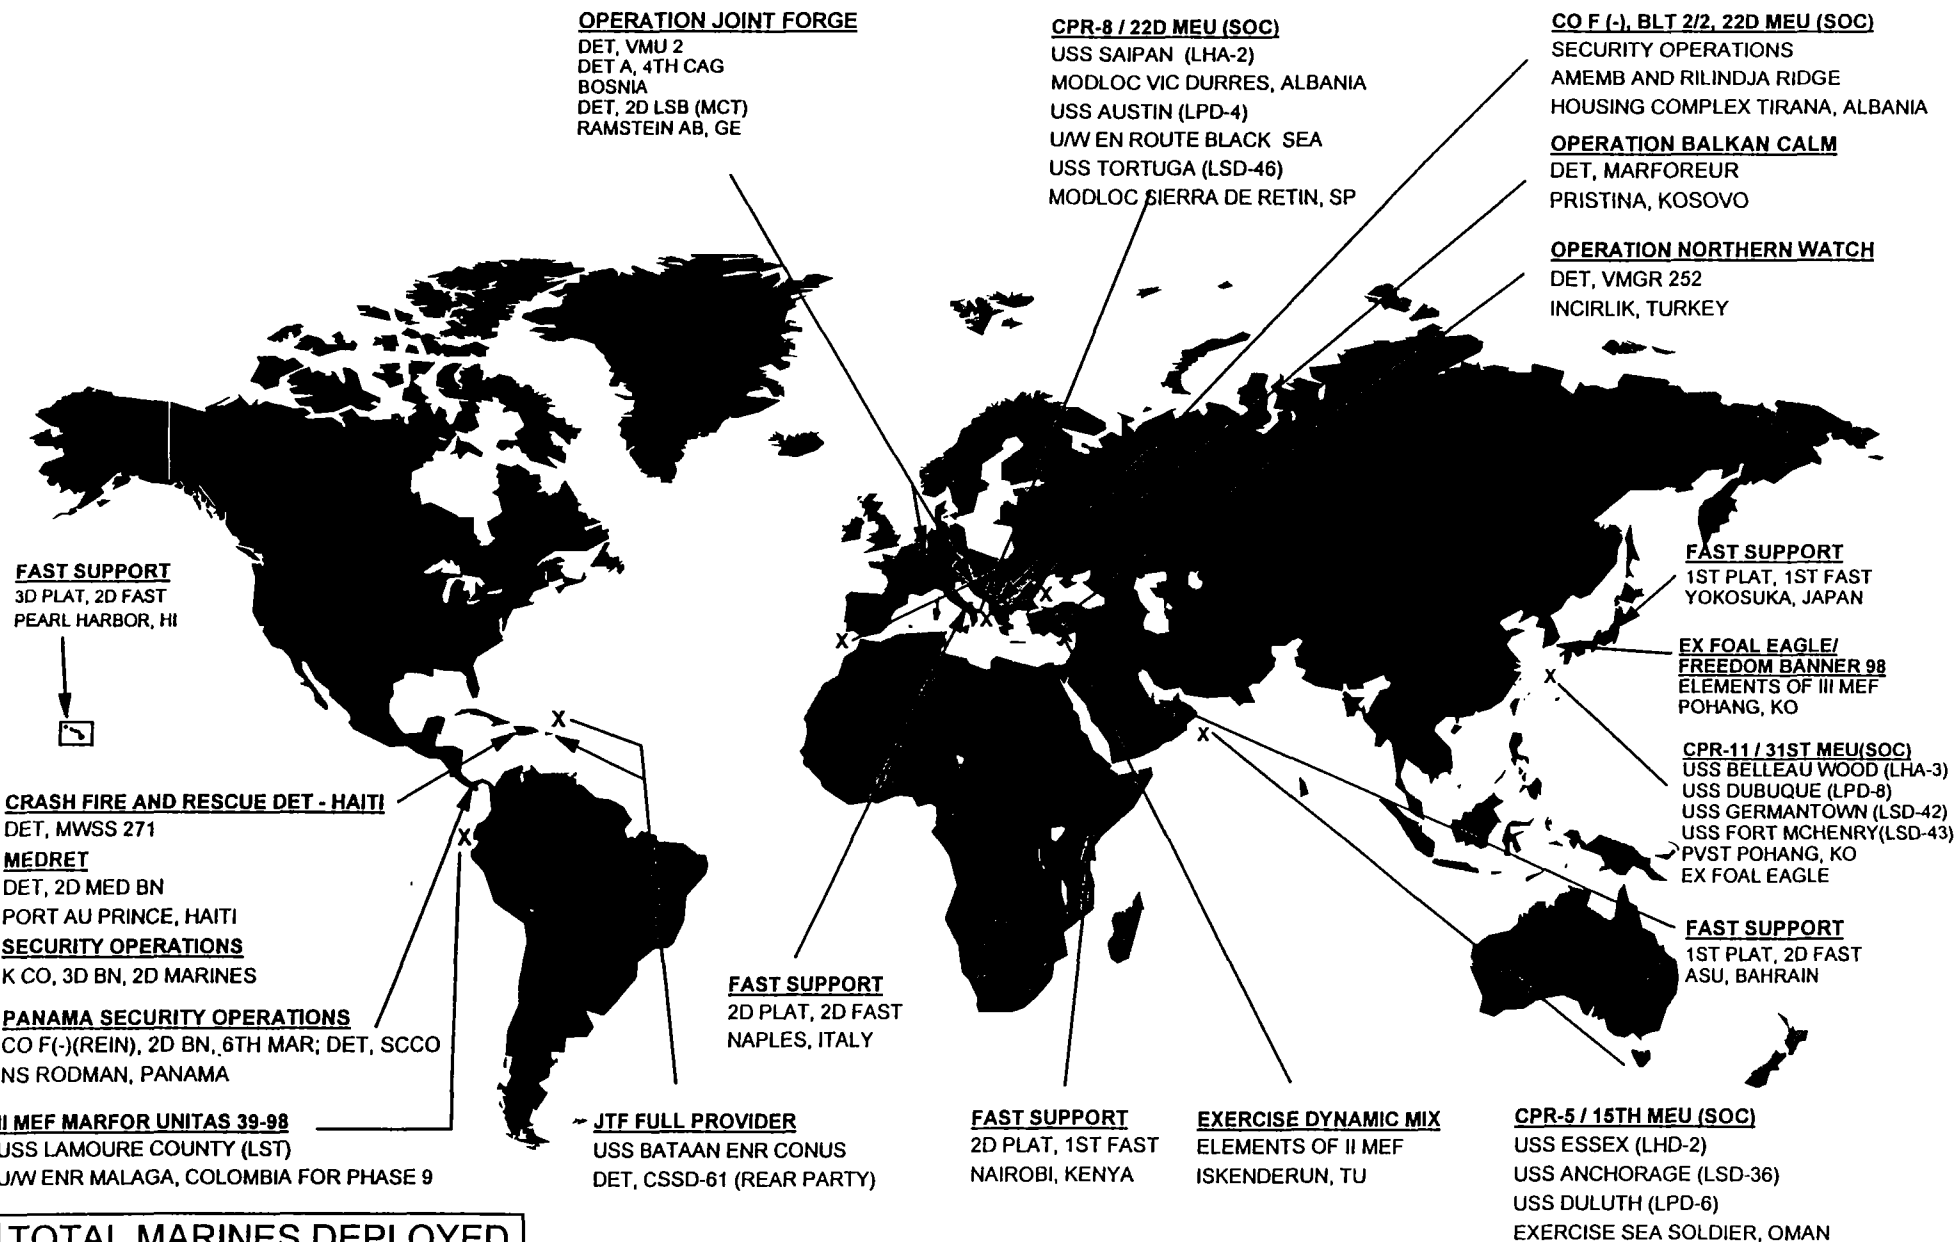 OPERATION JOINT FORGE
DET, VMU 2
DET A, 4TH CAG
BOSNIA
DET, 2D LSB (MCT)
RAMSTEIN AB, GE
CPR-8 / 22D MEU (SOC)
USS SAIPAN (LHA-2)
MODLOC VIC DURRES, ALBANIA
USS AUSTIN (LPD-4)
U/W EN ROUTE BLACK SEA
USS TORTUGA (LSD-46)
MODLOC SIERRA DE RETIN, SP
CO F (-), BLT 2/2, 22D MEU (SOC)
SECURITY OPERATIONS
AMEMB AND RILINDJA RIDGE
HOUSING COMPLEX TIRANA, ALBANIA
OPERATION BALKAN CALM
DET, MARFOREUR
PRISTINA, KOSOVO
OPERATION NORTHERN WATCH
DET, VMGR 252
INCIRLIK, TURKEY
FAST SUPPORT
3D PLAT, 2D FAST
PEARL HARBOR, HI
FAST SUPPORT
1ST PLAT, 1ST FAST
YOKOSUKA, JAPAN
EX FOAL EAGLE/
FREEDOM BANNER 98
ELEMENTS OF III MEF
POHANG, KO
CPR-11 / 31ST MEU(SOC)
USS BELLEAU WOOD (LHA-3)
USS DUBUQUE (LPD-8)
USS GERMANTOWN (LSD-42)
USS FORT MCHENRY(LSD-43)
PVST POHANG, KO
EX FOAL EAGLE
FAST SUPPORT
1ST PLAT, 2D FAST
ASU, BAHRAIN
CRASH FIRE AND RESCUE DET - HAITI
DET, MWSS 271
MEDRET
DET, 2D MED BN
PORT AU PRINCE, HAITI
SECURITY OPERATIONS
K CO, 3D BN, 2D MARINES
PANAMA SECURITY OPERATIONS
CO F(-)(REIN), 2D BN, 6TH MAR; DET, SCCO
NS RODMAN, PANAMA
II MEF MARFOR UNITAS 39-98
USS LAMOURE COUNTY (LST)
U/W ENR MALAGA, COLOMBIA FOR PHASE 9
JTF FULL PROVIDER
USS BATAAN ENR CONUS
DET, CSSD-61 (REAR PARTY)
FAST SUPPORT
2D PLAT, 2D FAST
NAPLES, ITALY
FAST SUPPORT
2D PLAT, 1ST FAST
NAIROBI, KENYA
EXERCISE DYNAMIC MIX
ELEMENTS OF II MEF
ISKENDERUN, TU
CPR-5 / 15TH MEU (SOC)
USS ESSEX (LHD-2)
USS ANCHORAGE (LSD-36)
USS DULUTH (LPD-6)
EXERCISE SEA SOLDIER, OMAN
TOTAL MARINES DEPLOYED
X
X
X
X
X
X
X
X